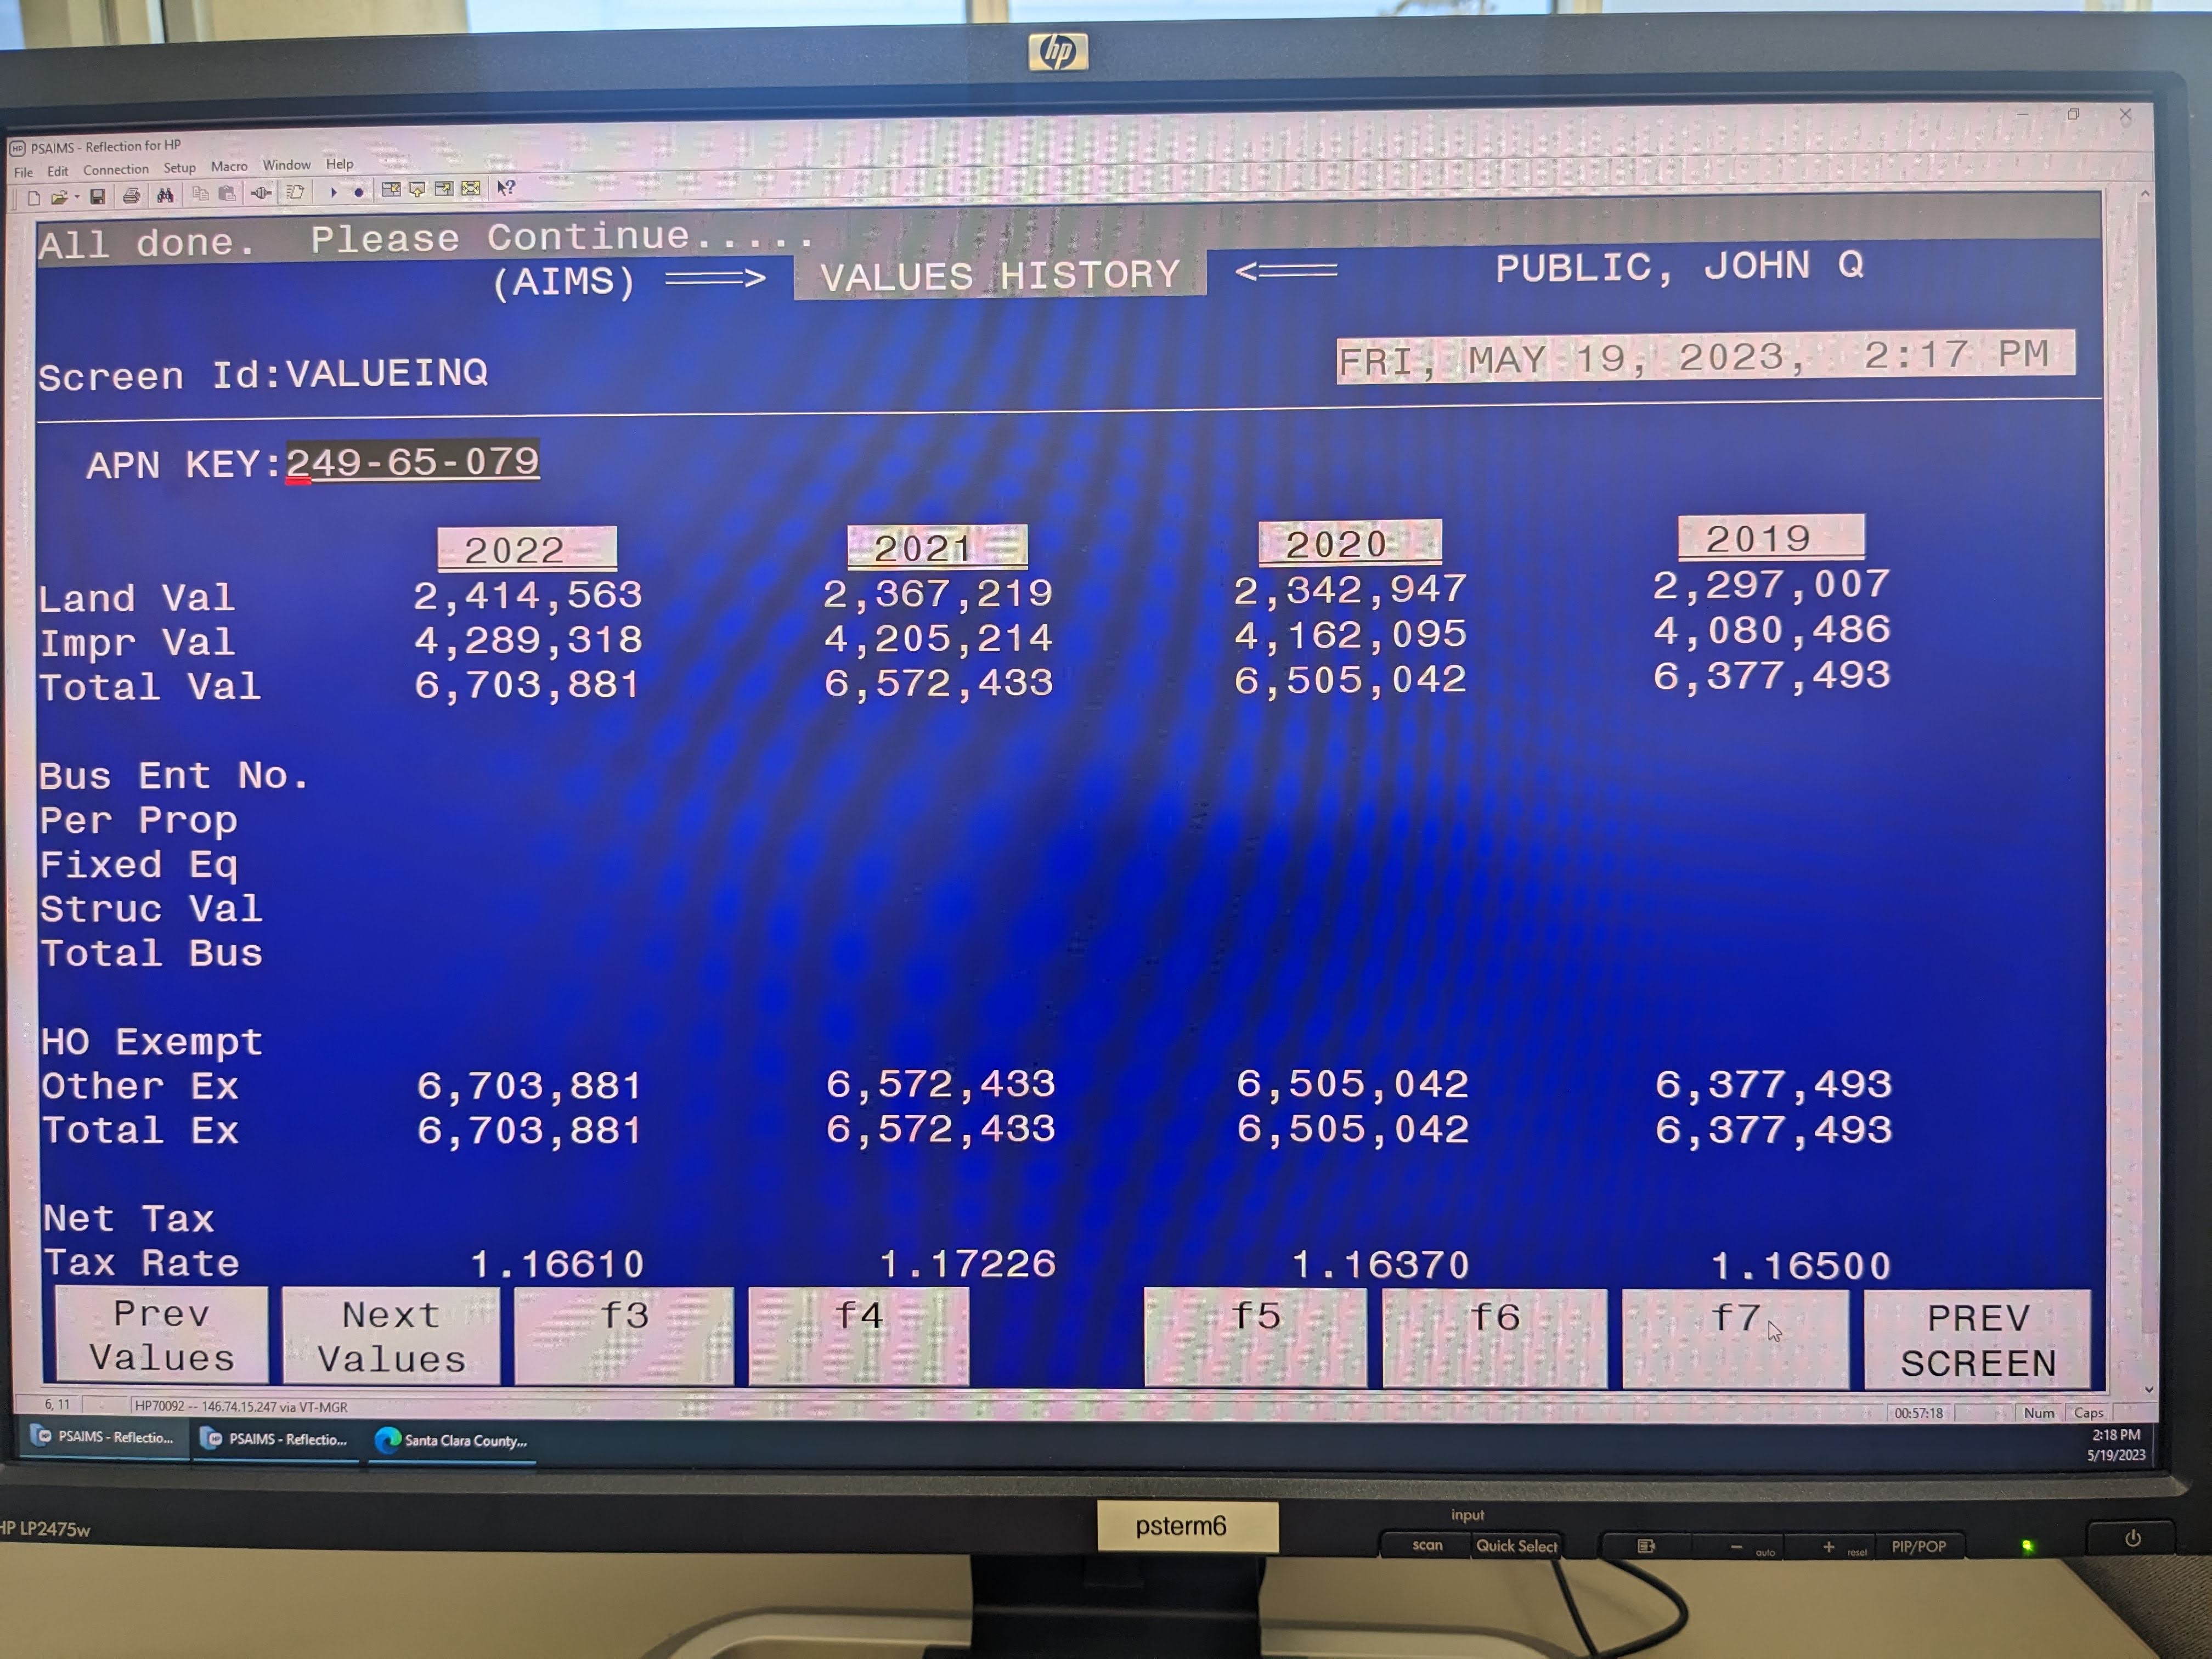 hp
PSAIMS - Reflection for HP
File Edit Connection Setup Macro Window Help
All done. Please Continue.....
(AIMS) ==> VALUES HISTORY <== PUBLIC, JOHN Q
Screen Id:VALUEINQ FRI, MAY 19, 2023, 2:17 PM
APN KEY:249-65-079
2022 2021 2020 2019
Land Val 2,414,563 2,367,219 2,342,947 2,297,007
Impr Val 4,289,318 4,205,214 4,162,095 4,080,486
Total Val 6,703,881 6,572,433 6,505,042 6,377,493
Bus Ent No.
Per Prop
Fixed Eq
Struc Val
Total Bus
HO Exempt
Other Ex 6,703,881 6,572,433 6,505,042 6,377,493
Total Ex 6,703,881 6,572,433 6,505,042 6,377,493
Net Tax
Tax Rate 1.16610 1.17226 1.16370 1.16500
Prev Next f3 f4 f5 f6 f7 PREV
Values Values SCREEN
6, 11 HP70092 -- 146.74.15.247 via VT-MGR 00:57:18 Num Caps
PSAIMS - Reflectio... PSAIMS - Reflectio... Santa Clara County... 2:18 PM
5/19/2023
HP LP2475w
psterm6
input
scan Quick Select auto reset PIP/POP